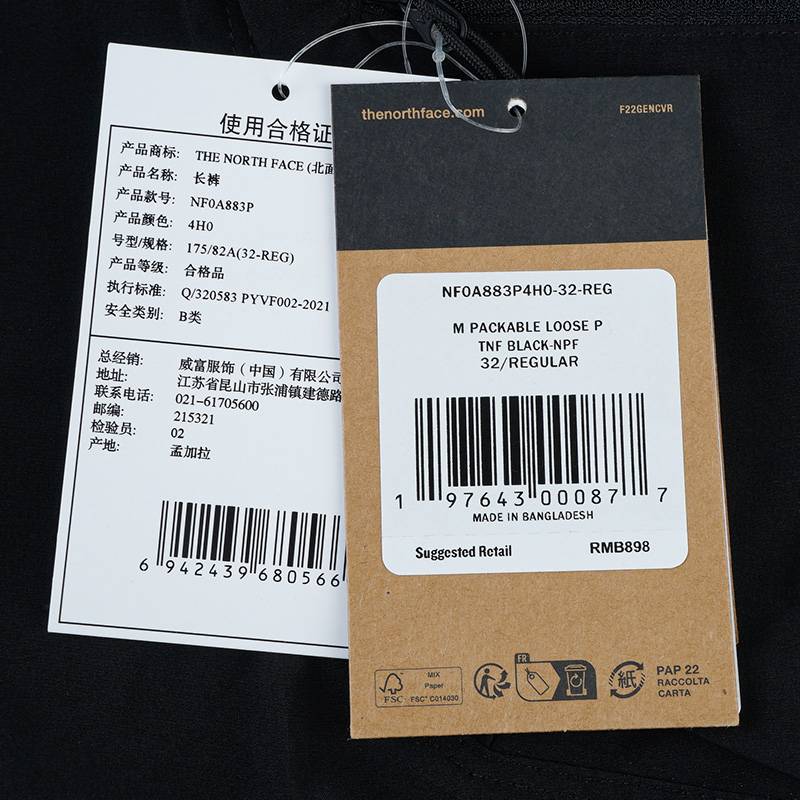 使用合格证
产品商标: THE NORTH FACE (北面
产品名称: 长裤
产品款号: NF0A883P
产品颜色: 4H0
号型/规格: 175/82A(32-REG)
产品等级: 合格品
执行标准: Q/320583 PYVF002-2021
安全类别: B类
总经销: 威富服饰（中国）有限公司
地址: 江苏省昆山市张浦镇建德路
联系电话: 021-61705600
邮编: 215321
检验员: 02
产地: 孟加拉
6 942439 680566
thenorthface.com
F22GENCVR
NF0A883P4H0-32-REG
M PACKABLE LOOSE P
TNF BLACK-NPF
32/REGULAR
1 97643 00087 7
MADE IN BANGLADESH
Suggested Retail RMB898
FSC
MIX
Paper
FSC® C014030
FR
紙
PAP 22
RACCOLTA
CARTA